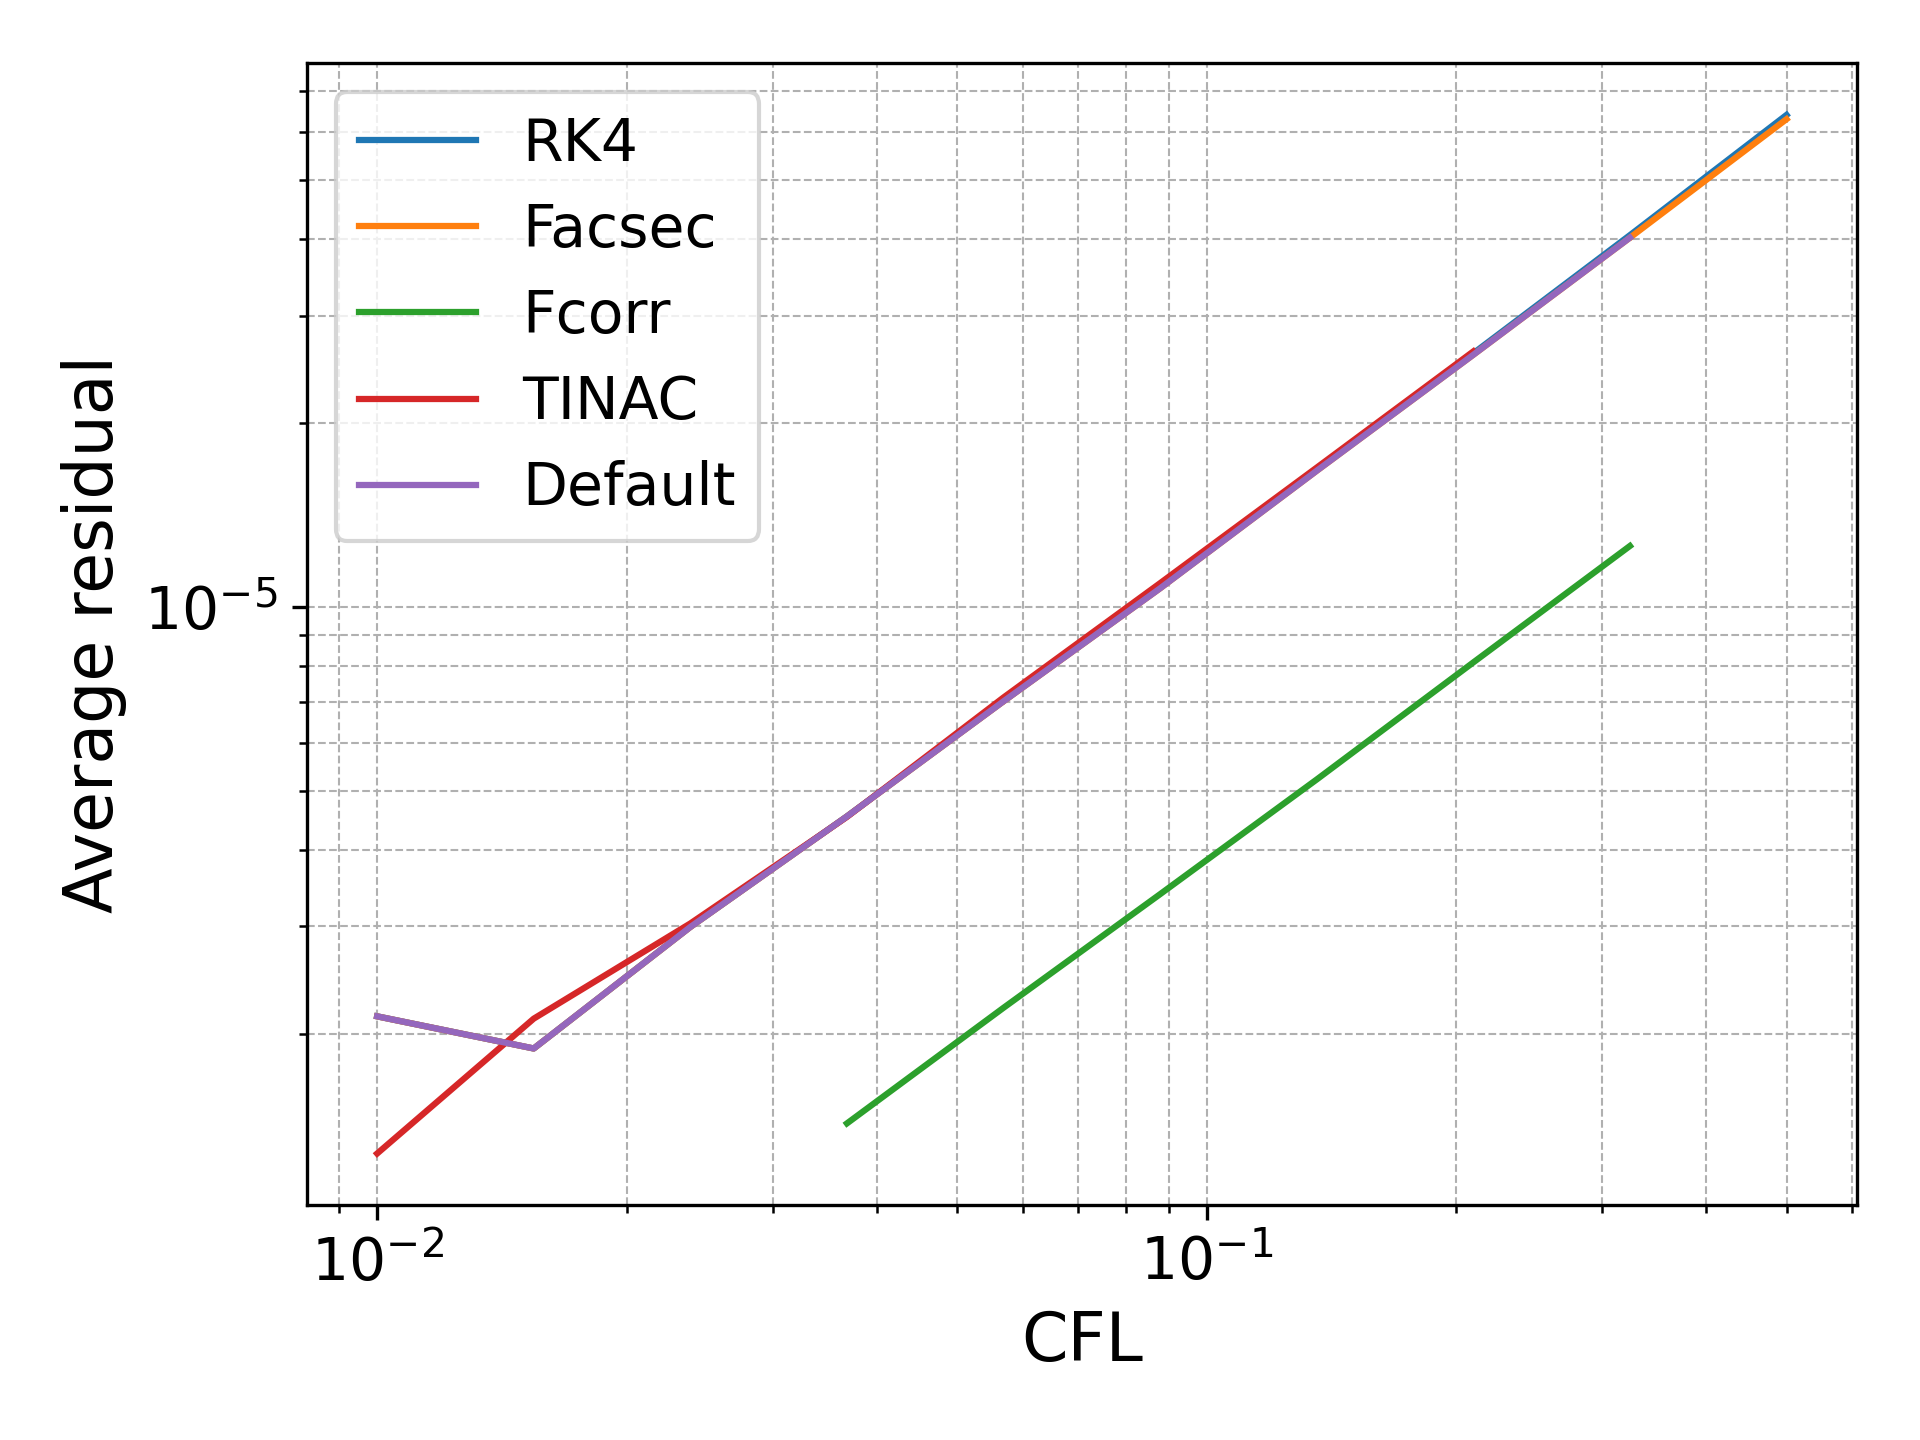 RK4
Facsec
Fcorr
TINAC
Default
Average residual
10⁻⁵
10⁻²
10⁻¹
CFL